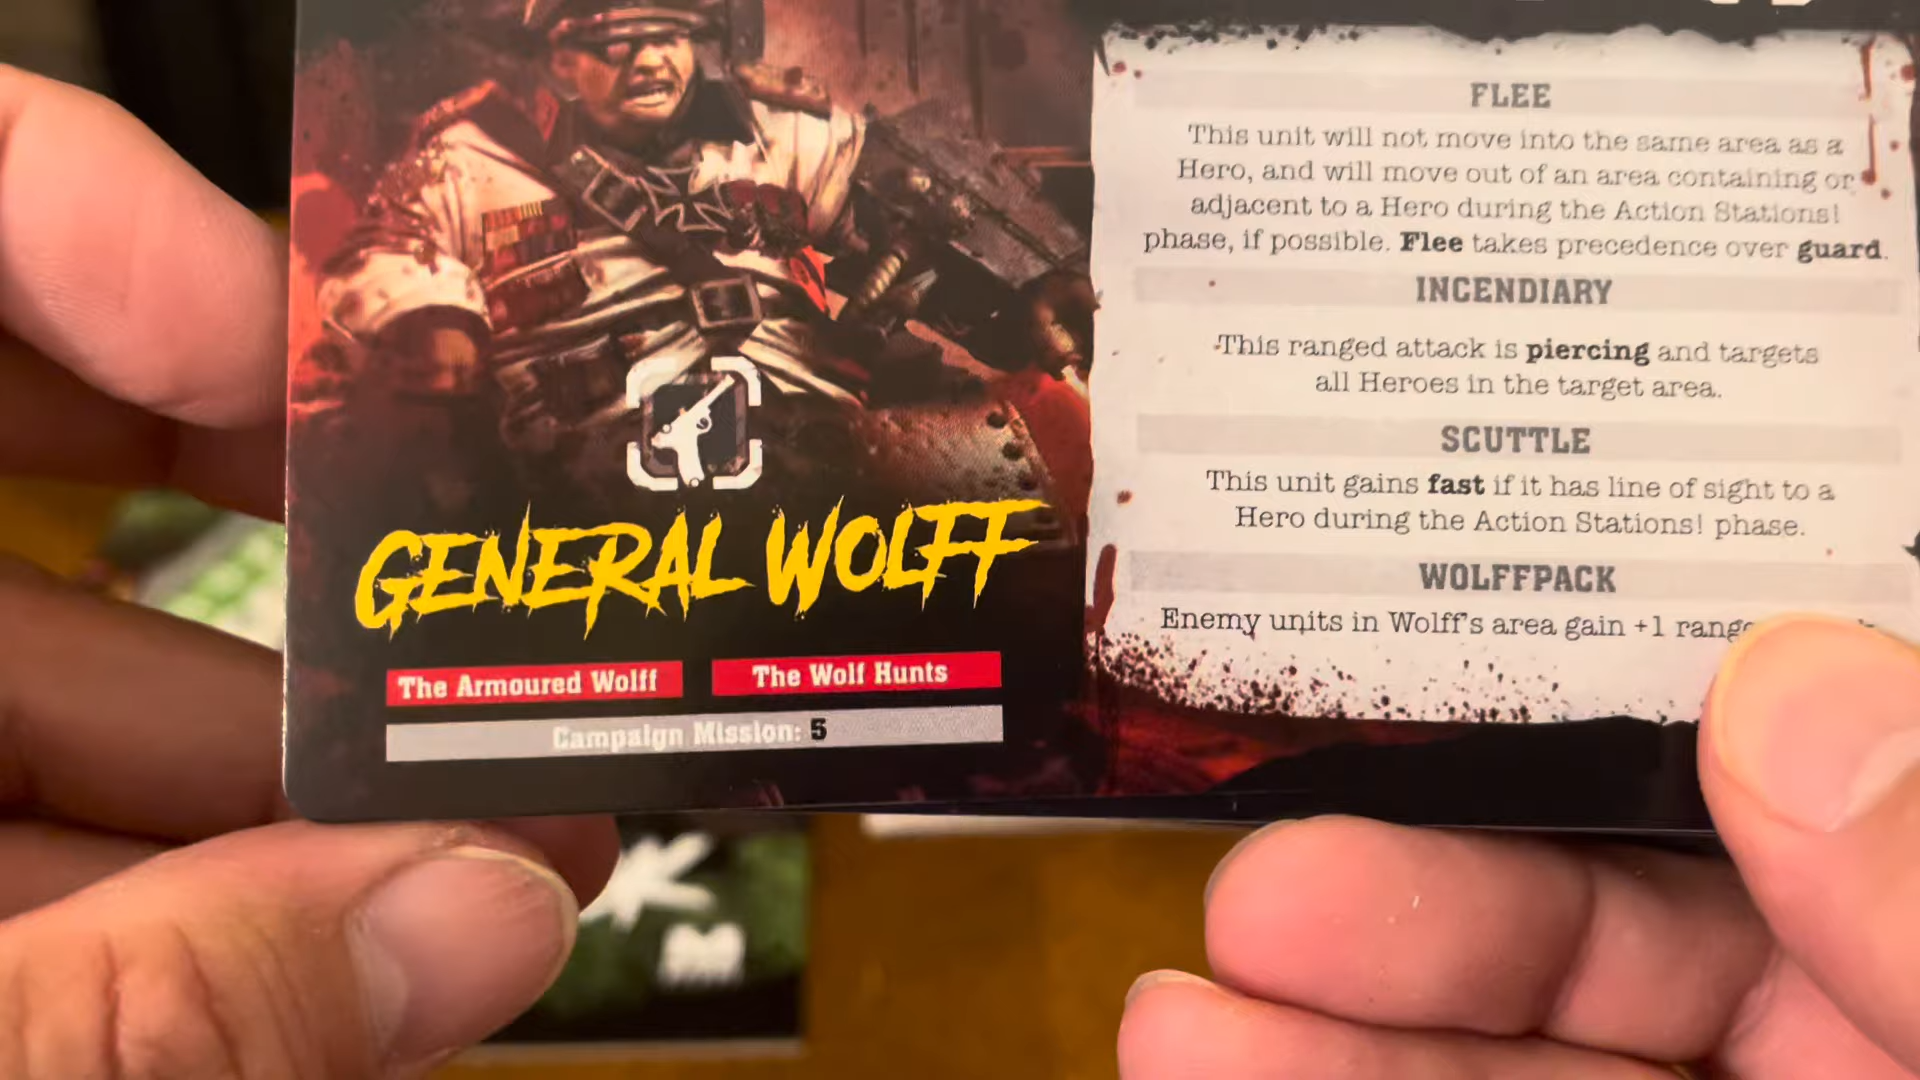 GENERAL WOLFF
The Armoured Wolff
The Wolf Hunts
Campaign Mission: 5
FLEE
This unit will not move into the same area as a
Hero, and will move out of an area containing or
adjacent to a Hero during the Action Stations!
phase, if possible. Flee takes precedence over guard.
INCENDIARY
This ranged attack is piercing and targets
all Heroes in the target area.
SCUTTLE
This unit gains fast if it has line of sight to a
Hero during the Action Stations! phase.
WOLFFPACK
Enemy units in Wolff's area gain +1
M